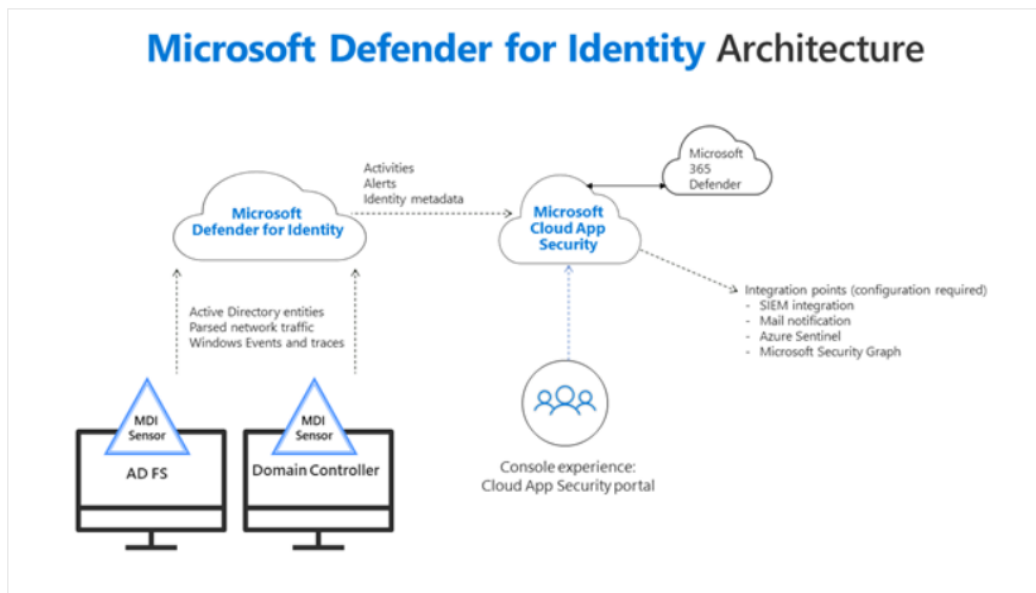 Microsoft Defender for Identity Architecture
Microsoft
365
Defender
Activities
Alerts
Identity metadata
Microsoft
Defender for Identity
Microsoft
Cloud App
Security
Integration points (configuration required)
- SIEM integration
- Mail notification
- Azure Sentinel
- Microsoft Security Graph
Active Directory entities
Parsed network traffic
Windows Events and traces
MDI
Sensor
AD FS
MDI
Sensor
Domain Controller
Console experience:
Cloud App Security portal